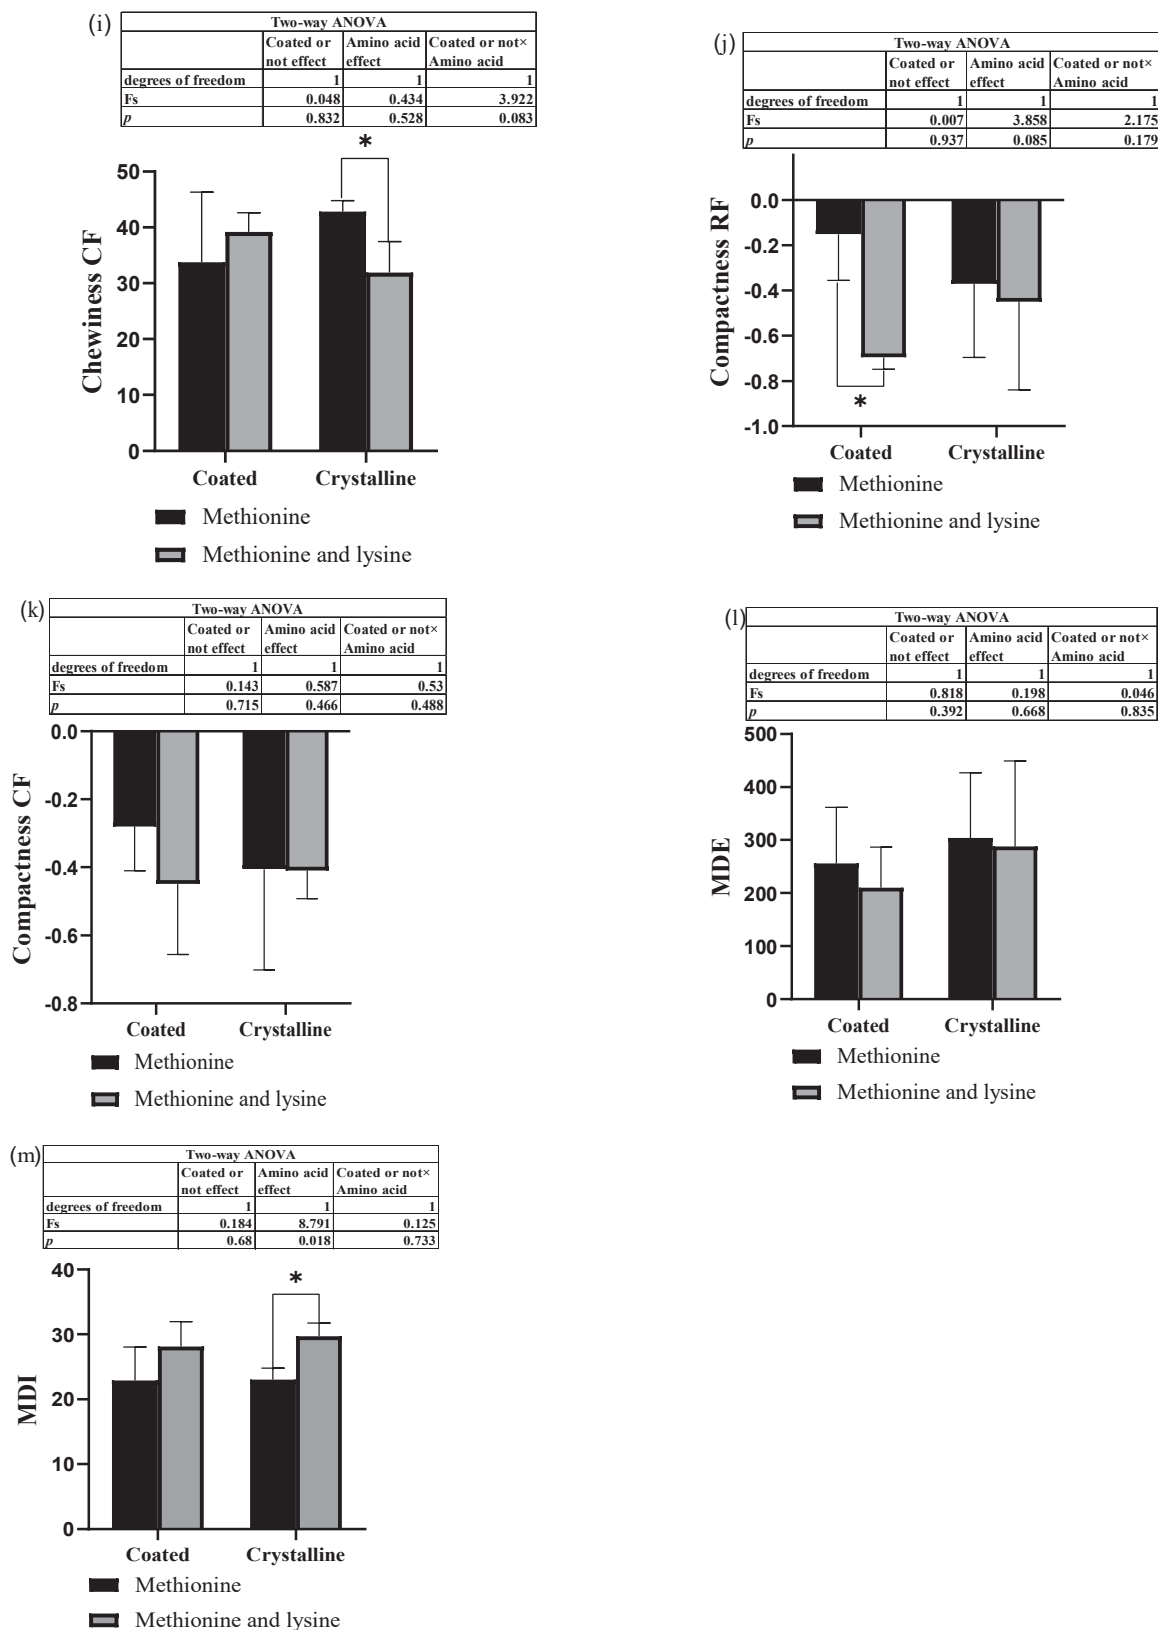 (i)
Two-way ANOVA
Coated or Amino acid Coated or not×
not effect effect Amino acid
degrees of freedom 1 1 1
Fs 0.048 0.434 3.922
p 0.832 0.528 0.083
*
50
40
30
20
10
0
Chewiness CF
Coated Crystalline
Methionine
Methionine and lysine
(j)
Two-way ANOVA
Coated or Amino acid Coated or not×
not effect effect Amino acid
degrees of freedom 1 1 1
Fs 0.007 3.858 2.175
p 0.937 0.085 0.179
0.0
-0.2
-0.4
-0.6
-0.8
-1.0
Compactness RF
*
Coated Crystalline
Methionine
Methionine and lysine
(k)
Two-way ANOVA
Coated or Amino acid Coated or not×
not effect effect Amino acid
degrees of freedom 1 1 1
Fs 0.143 0.587 0.53
p 0.715 0.466 0.488
0.0
-0.2
-0.4
-0.6
-0.8
Compactness CF
Coated Crystalline
Methionine
Methionine and lysine
(l)
Two-way ANOVA
Coated or Amino acid Coated or not×
not effect effect Amino acid
degrees of freedom 1 1 1
Fs 0.818 0.198 0.046
p 0.392 0.668 0.835
500
400
300
200
100
0
MDE
Coated Crystalline
Methionine
Methionine and lysine
(m)
Two-way ANOVA
Coated or Amino acid Coated or not×
not effect effect Amino acid
degrees of freedom 1 1 1
Fs 0.184 8.791 0.125
p 0.68 0.018 0.733
*
40
30
20
10
0
MDI
Coated Crystalline
Methionine
Methionine and lysine